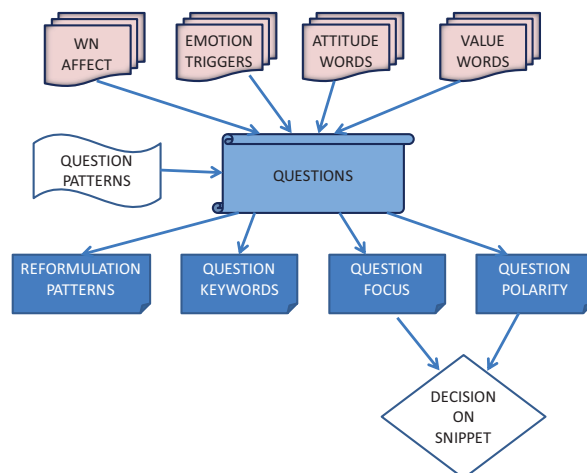 WN
AFFECT
EMOTION
TRIGGERS
ATTITUDE
WORDS
VALUE
WORDS
QUESTION
PATTERNS
QUESTIONS
REFORMULATION
PATTERNS
QUESTION
KEYWORDS
QUESTION
FOCUS
QUESTION
POLARITY
DECISION
ON
SNIPPET